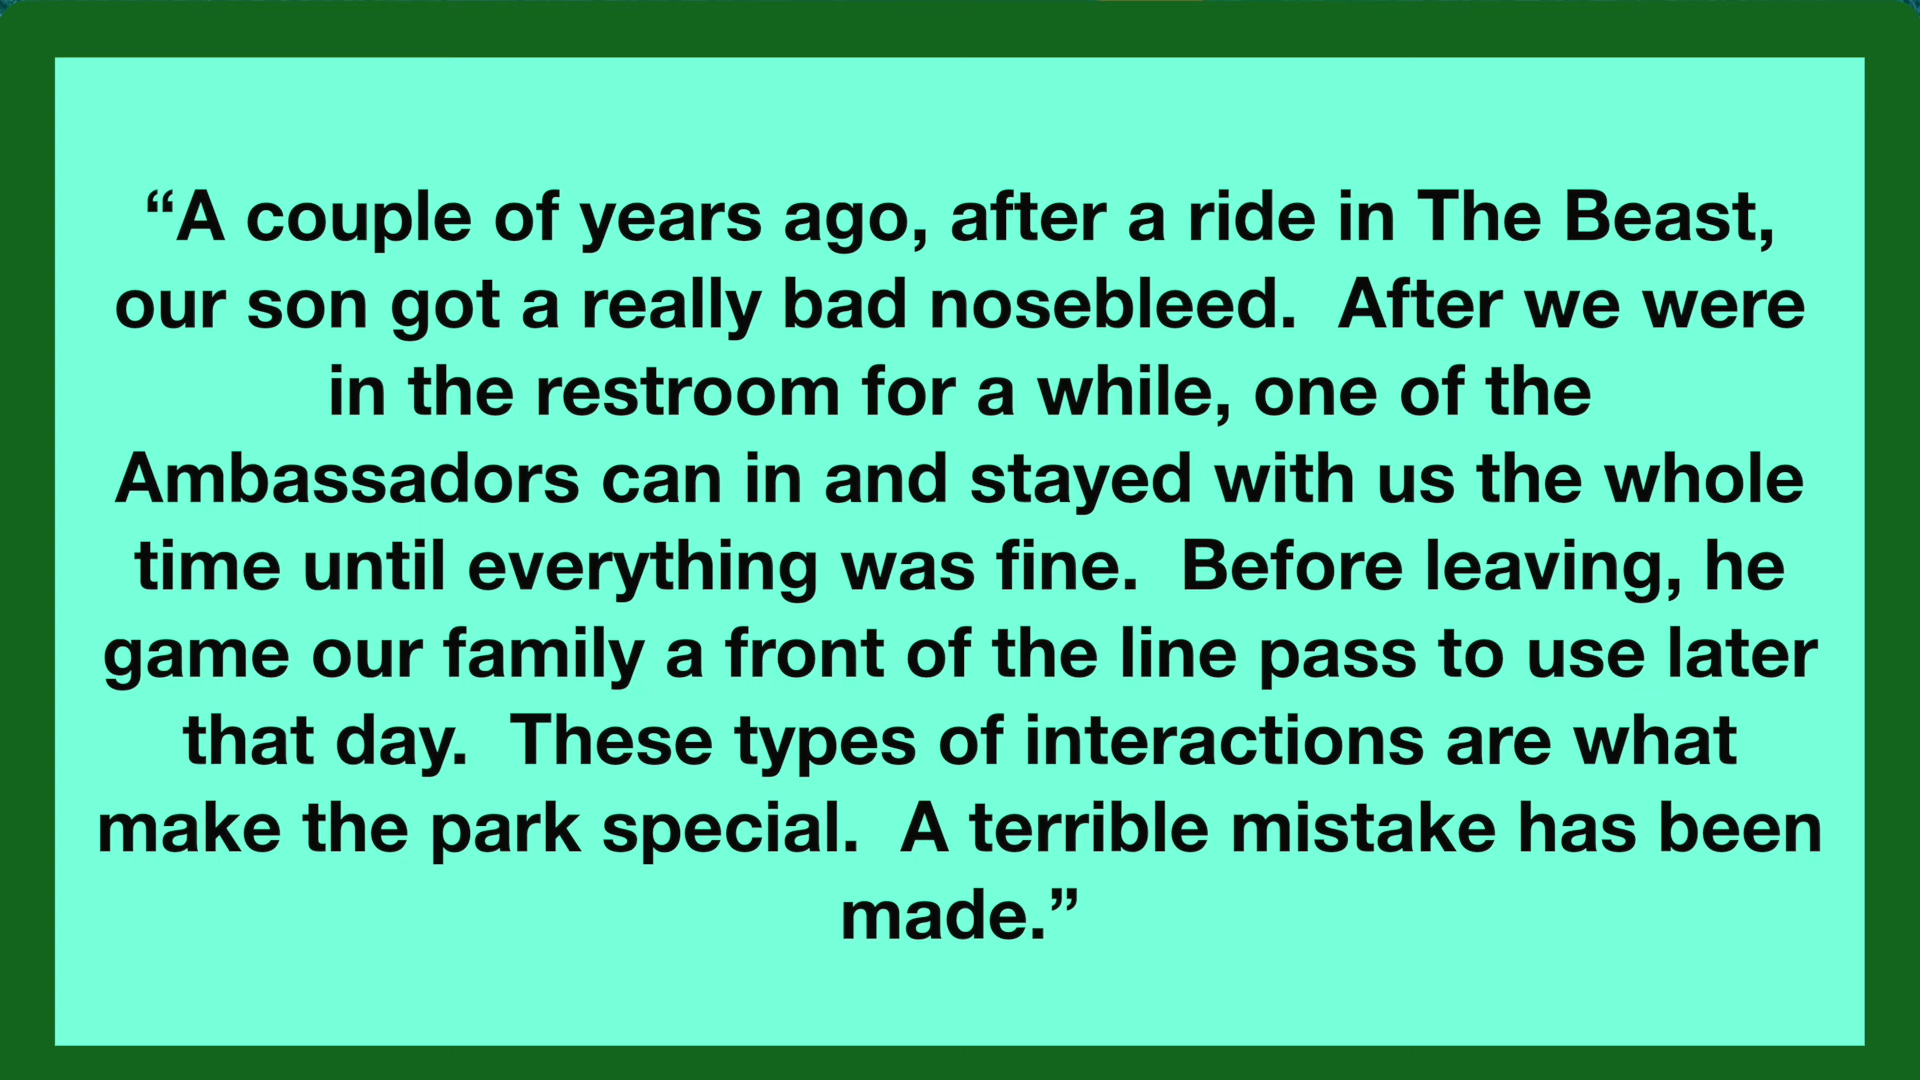 “A couple of years ago, after a ride in The Beast,
our son got a really bad nosebleed.  After we were
in the restroom for a while, one of the
Ambassadors can in and stayed with us the whole
time until everything was fine.  Before leaving, he
game our family a front of the line pass to use later
that day.  These types of interactions are what
make the park special.  A terrible mistake has been
made.”